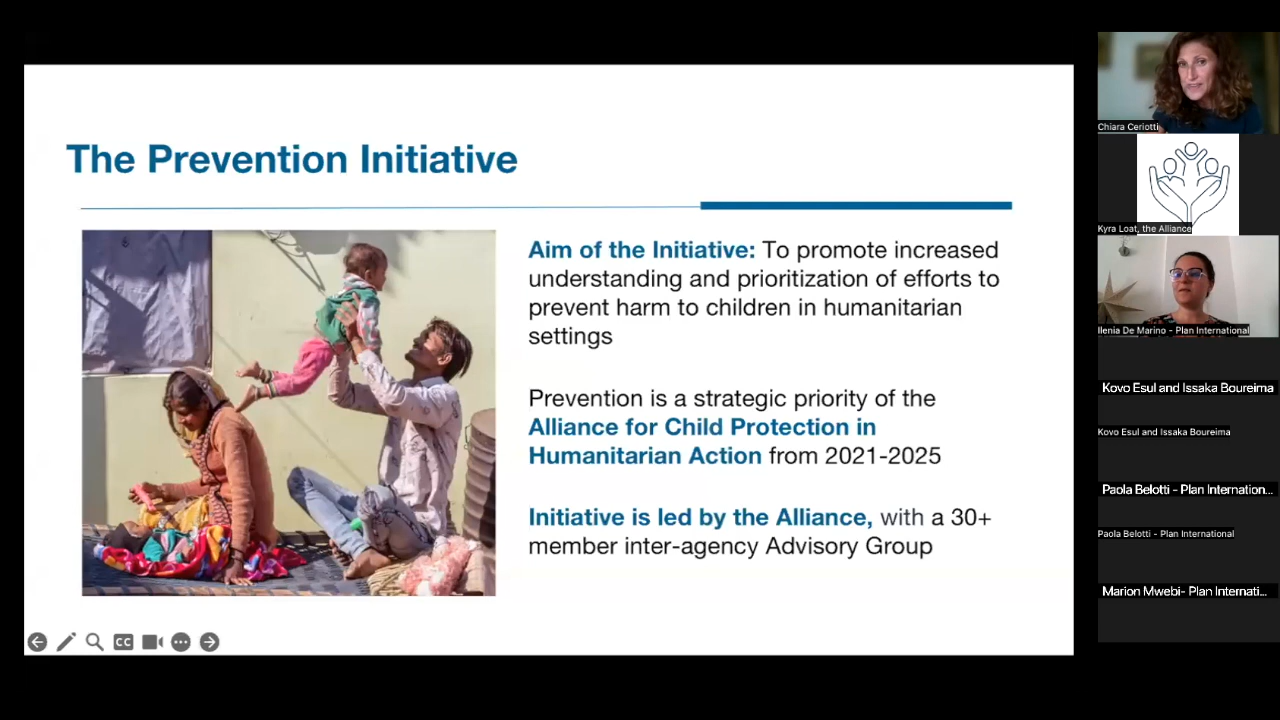 The Prevention Initiative
Aim of the Initiative: To promote increased
understanding and prioritization of efforts to
prevent harm to children in humanitarian
settings
Prevention is a strategic priority of the
Alliance for Child Protection in
Humanitarian Action from 2021-2025
Initiative is led by the Alliance, with a 30+
member inter-agency Advisory Group
CC
Chiara Ceriotti
Kyra Loat, the Alliance
Ilenia De Marino - Plan International
Kovo Esul and Issaka Boureima
Kovo Esul and Issaka Boureima
Paola Belotti - Plan Internation...
Paola Belotti - Plan International
Marion Mwebi- Plan Internati...